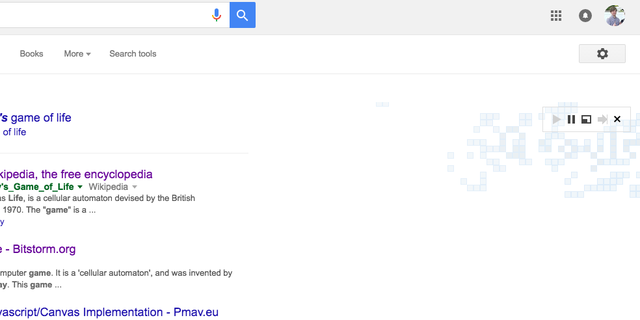 Books More Search tools
's game of life
of life
kipedia, the free encyclopedia
y's_Game_of_Life Wikipedia
us Life, is a cellular automaton devised by the British
1970. The "game" is a ...
y
e - Bitstorm.org
mputer game. It is a 'cellular automaton', and was invented by
ay. This game ...
vascript/Canvas Implementation - Pmav.eu